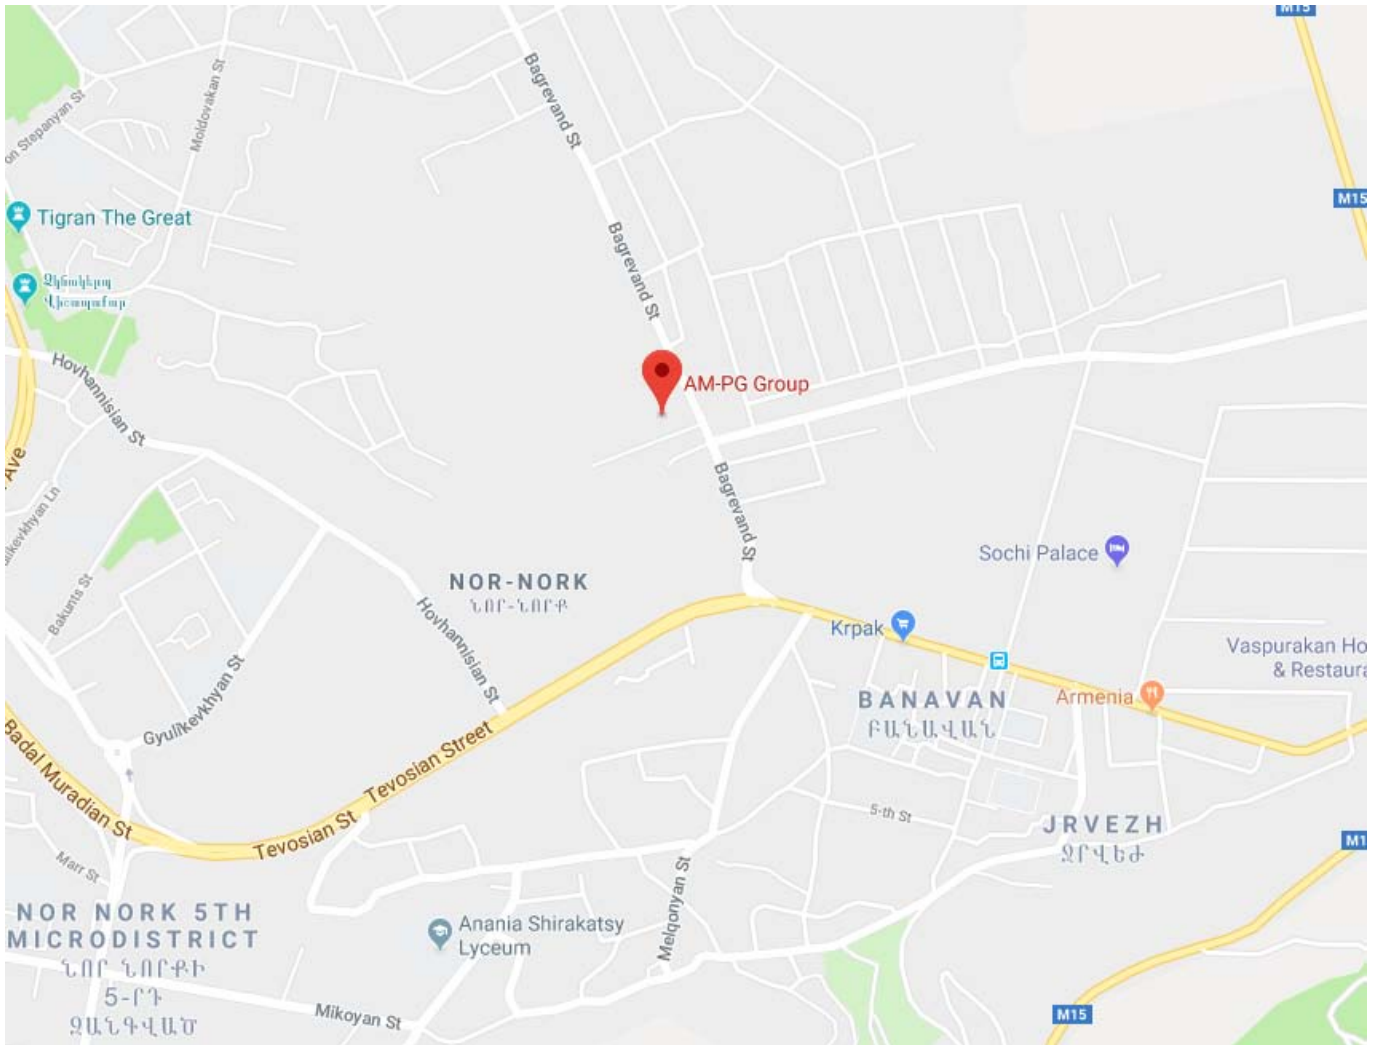 M15
Bagrevand St
Moldovakan St
on Stepanyan St
M15
Tigran The Great
Bagrevand St
Ձկնակերպ
Վիշապաքար
Hovhannisian St
AM-PG Group
Ave
Bagrevand St
Sochi Palace
NOR-NORK
ՆՈՐ-ՆՈՐՔ
Bakunts St
Hovhannisian St
Krpak
Vaspurakan Ho
& Restaura
Gyulikevkhyan St
BANAVAN
ԲԱՆԱՎԱՆ
Armenia
Badal Muradian St
Tevosian Street
Tevosian St
5-th St
JRVEZH
ՋՐՎԵԺ
M1
Marr St
Melqonyan St
NOR NORK 5TH
MICRODISTRICT
ՆՈՐ ՆՈՐՔԻ
5-ՐԴ
ԶԱՆԳՎԱԾ
Anania Shirakatsy
Lyceum
Mikoyan St
M15